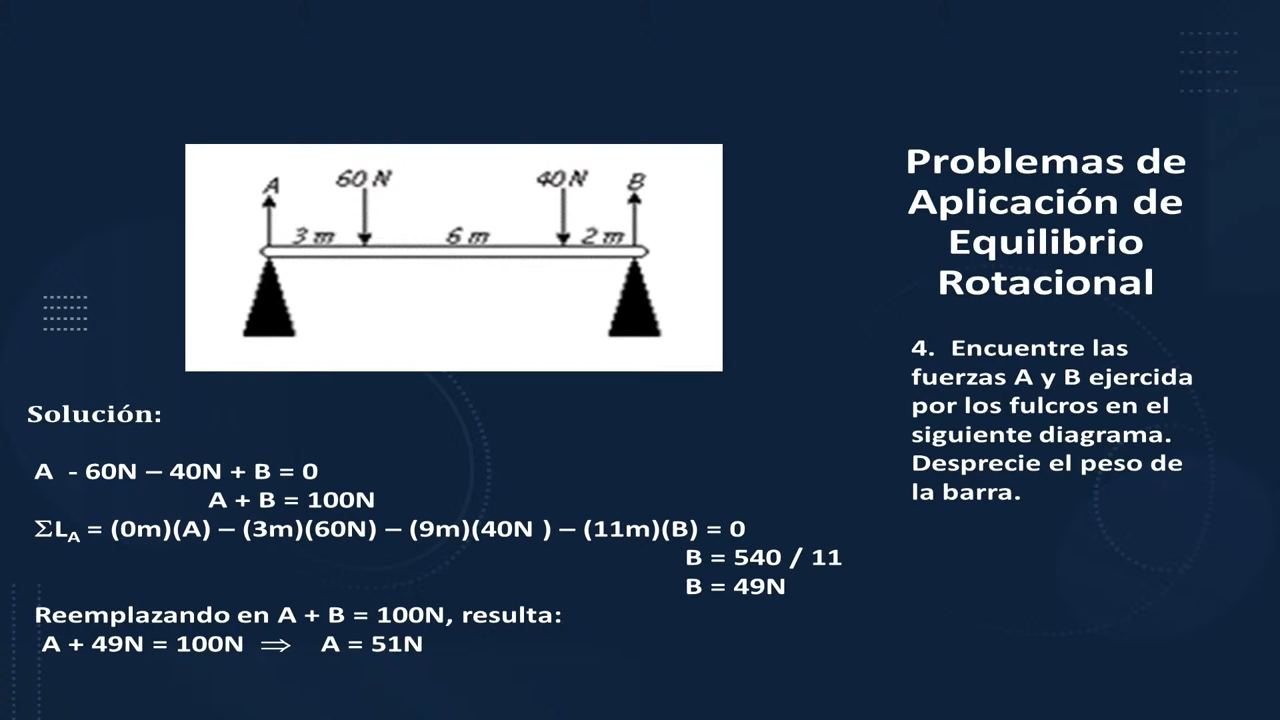 A
60 N
40 N
B
3 m
6 m
2 m
Problemas de
Aplicación de
Equilibrio
Rotacional
4. Encuentre las
fuerzas A y B ejercida
por los fulcros en el
siguiente diagrama.
Desprecie el peso de
la barra.
Solución:
A - 60N – 40N + B = 0
A + B = 100N
ΣL_A = (0m)(A) – (3m)(60N) – (9m)(40N ) – (11m)(B) = 0
B = 540 / 11
B = 49N
Reemplazando en A + B = 100N, resulta:
A + 49N = 100N ⇒ A = 51N